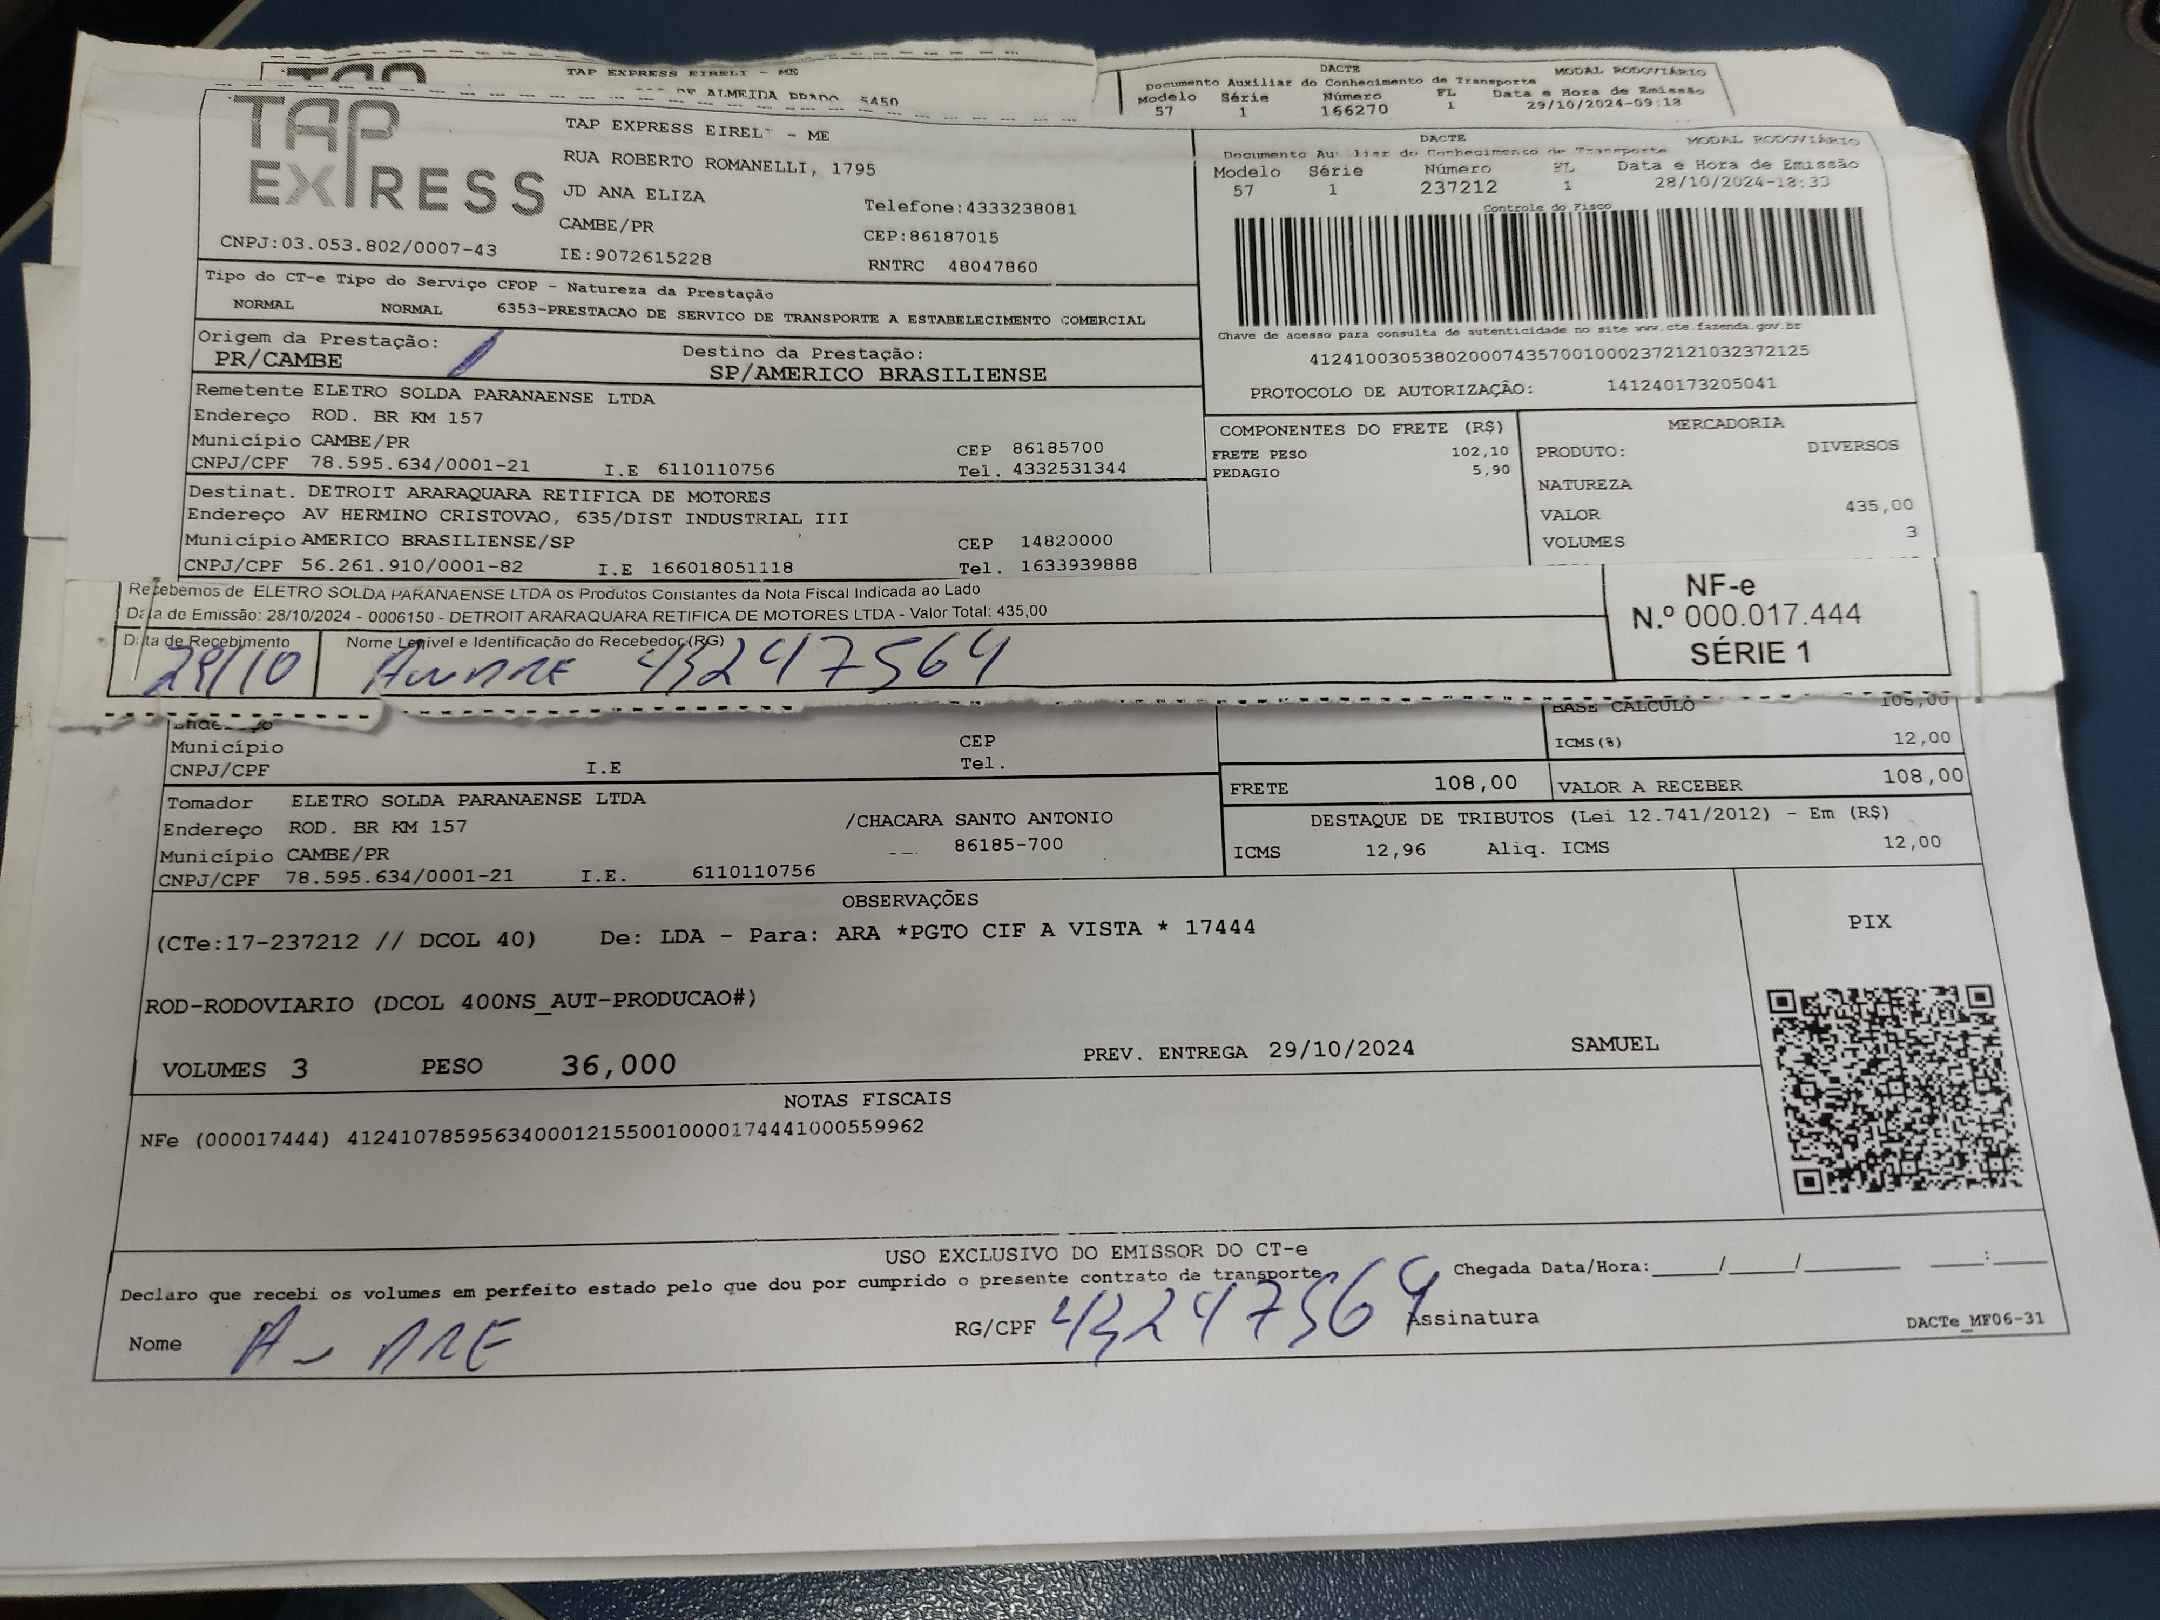 TAP EXPRESS EIRELI - ME
ALMEIDA PRADO, 5450
DACTE
MODAL RODOVIÁRIO
Documento Auxiliar do Conhecimento de Transporte
Modelo Série Número FL Data e Hora de Emissão
57 1 166270 1 29/10/2024-09:18
TAP EXPRESS
TAP EXPRESS EIREL - ME
RUA ROBERTO ROMANELLI, 1795
JD ANA ELIZA
Telefone:4333238081
CAMBE/PR
CEP:86187015
CNPJ:03.053.802/0007-43
IE:9072615228
RNTRC 48047860
DACTE
MODAL RODOVIÁRIO
Documento Auxiliar do Conhecimento de Transporte
Modelo Série Número FL Data e Hora de Emissão
57 1 237212 1 28/10/2024-18:33
Controle do Fisco
Chave de acesso para consulta de autenticidade no site www.cte.fazenda.gov.br
41241003053802000743570010002372121032372125
PROTOCOLO DE AUTORIZAÇÃO: 141240173205041
Tipo do CT-e Tipo do Serviço CFOP - Natureza da Prestação
NORMAL NORMAL 6353-PRESTACAO DE SERVICO DE TRANSPORTE A ESTABELECIMENTO COMERCIAL
Origem da Prestação: Destino da Prestação:
PR/CAMBE SP/AMERICO BRASILIENSE
Remetente ELETRO SOLDA PARANAENSE LTDA
Endereço ROD. BR KM 157
Município CAMBE/PR CEP 86185700
CNPJ/CPF 78.595.634/0001-21 I.E 6110110756 Tel. 4332531344
Destinat. DETROIT ARARAQUARA RETIFICA DE MOTORES
Endereço AV HERMINO CRISTOVAO, 635/DIST INDUSTRIAL III
Município AMERICO BRASILIENSE/SP CEP 14820000
CNPJ/CPF 56.261.910/0001-82 I.E 166018051118 Tel. 1633939888
COMPONENTES DO FRETE (R$)
FRETE PESO 102,10
PEDAGIO 5,90
MERCADORIA
PRODUTO: DIVERSOS
NATUREZA
VALOR 435,00
VOLUMES 3
Recebemos de ELETRO SOLDA PARANAENSE LTDA os Produtos Constantes da Nota Fiscal Indicada ao Lado
Data de Emissão: 28/10/2024 - 0006150 - DETROIT ARARAQUARA RETIFICA DE MOTORES LTDA - Valor Total: 435,00
Data de Recebimento Nome Legivel e Identificação do Recebedor (RG)
29/10 ANDRE 43247564
NF-e
N.º 000.017.444
SÉRIE 1
Endereço
Município CEP
CNPJ/CPF I.E Tel.
BASE CALCULO 108,00
ICMS(%) 12,00
FRETE 108,00 VALOR A RECEBER 108,00
Tomador ELETRO SOLDA PARANAENSE LTDA
Endereço ROD. BR KM 157 /CHACARA SANTO ANTONIO
Município CAMBE/PR 86185-700
CNPJ/CPF 78.595.634/0001-21 I.E. 6110110756
DESTAQUE DE TRIBUTOS (Lei 12.741/2012) - Em (R$)
ICMS 12,96 Aliq. ICMS 12,00
OBSERVAÇÕES
(CTe:17-237212 // DCOL 40) De: LDA - Para: ARA *PGTO CIF A VISTA * 17444
PIX
ROD-RODOVIARIO (DCOL 400NS_AUT-PRODUCAO#)
VOLUMES 3 PESO 36,000 PREV. ENTREGA 29/10/2024 SAMUEL
NOTAS FISCAIS
NFe (000017444) 41241078595634000121550010000174441000559962
USO EXCLUSIVO DO EMISSOR DO CT-e
Declaro que recebi os volumes em perfeito estado pelo que dou por cumprido o presente contrato de transporte. Chegada Data/Hora:_____/_____/_______ ____:____
Nome ANDRE RG/CPF 43247564 Assinatura
DACTe_MF06-31